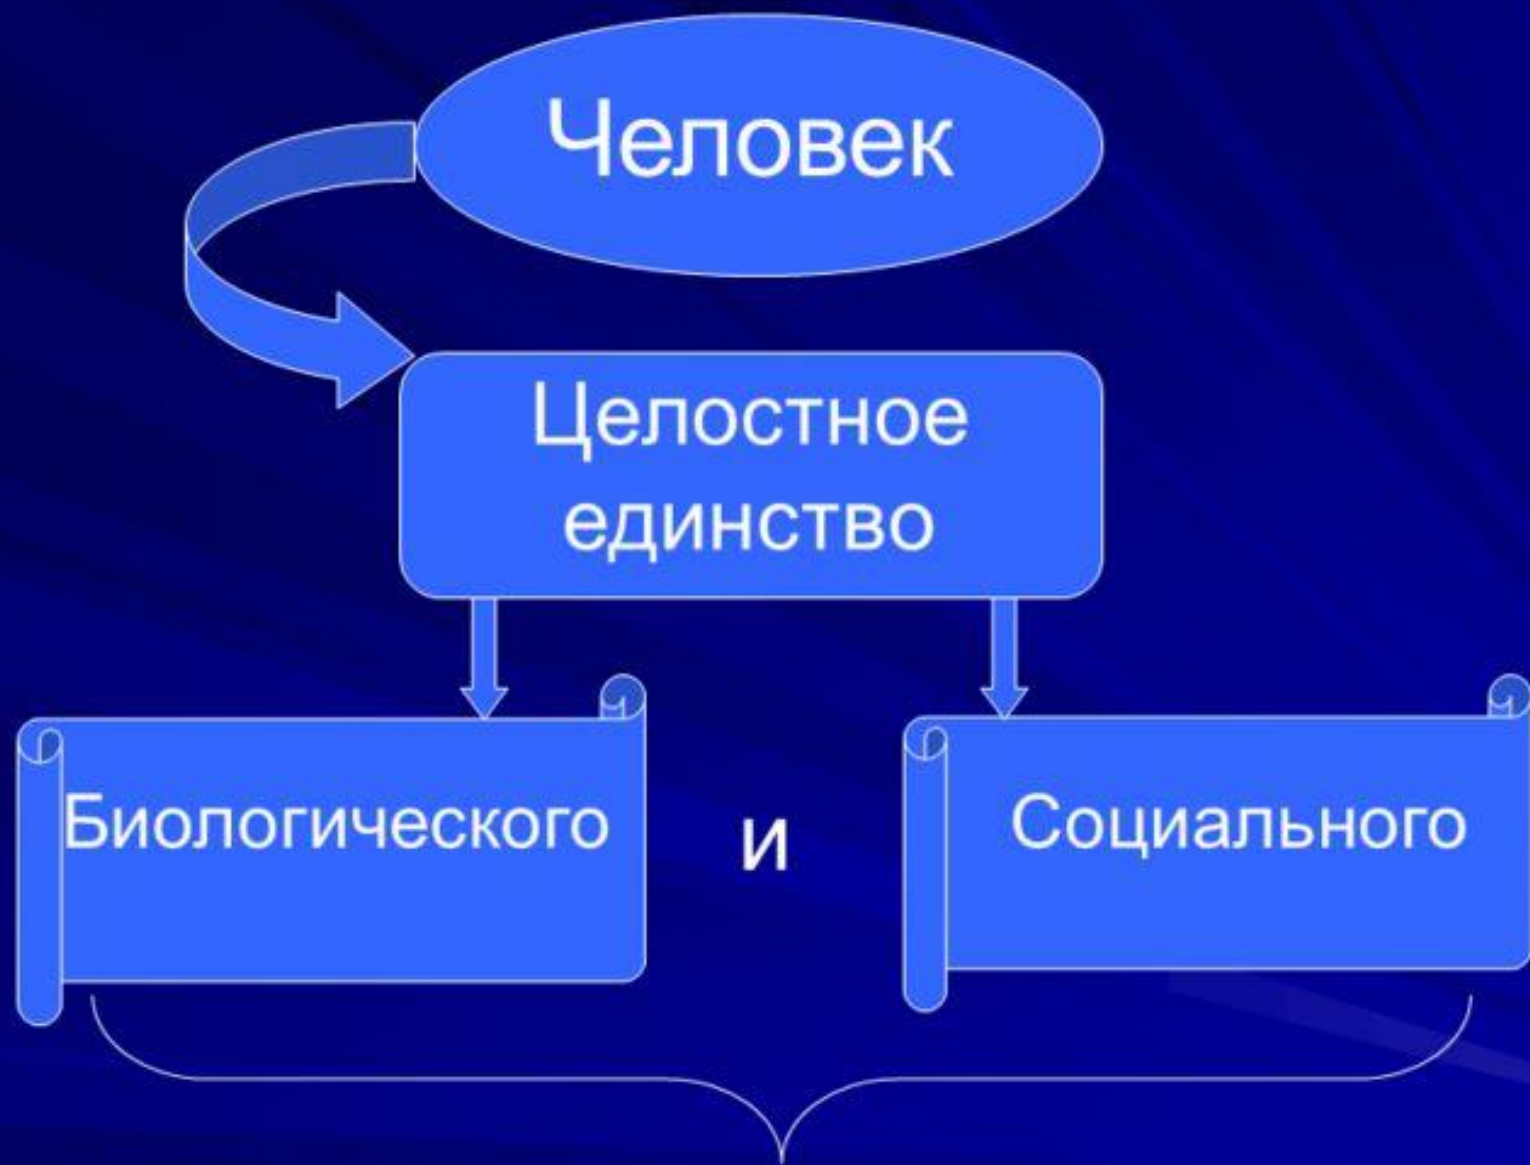 Человек
Целостное
единство
Биологического и Социального